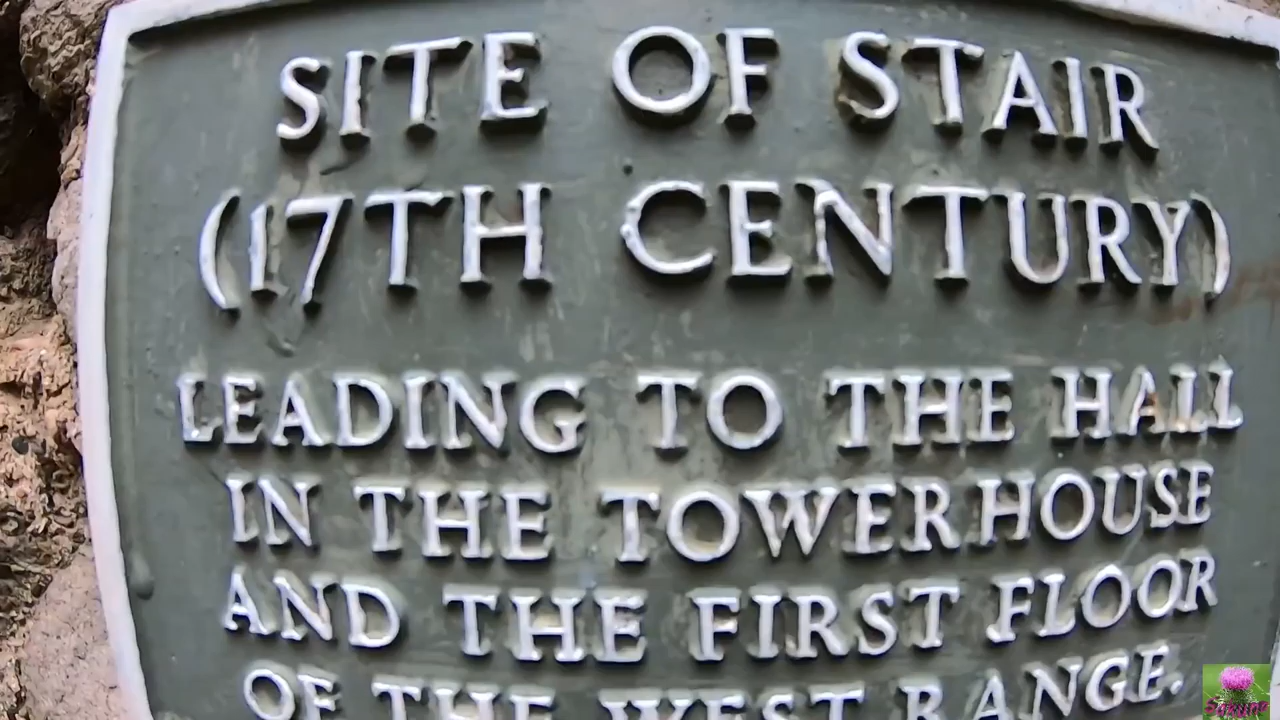 SITE OF STAIR
(17TH CENTURY)
LEADING TO THE HALL
IN THE TOWERHOUSE
AND THE FIRST FLOOR
OF THE WEST RANGE.